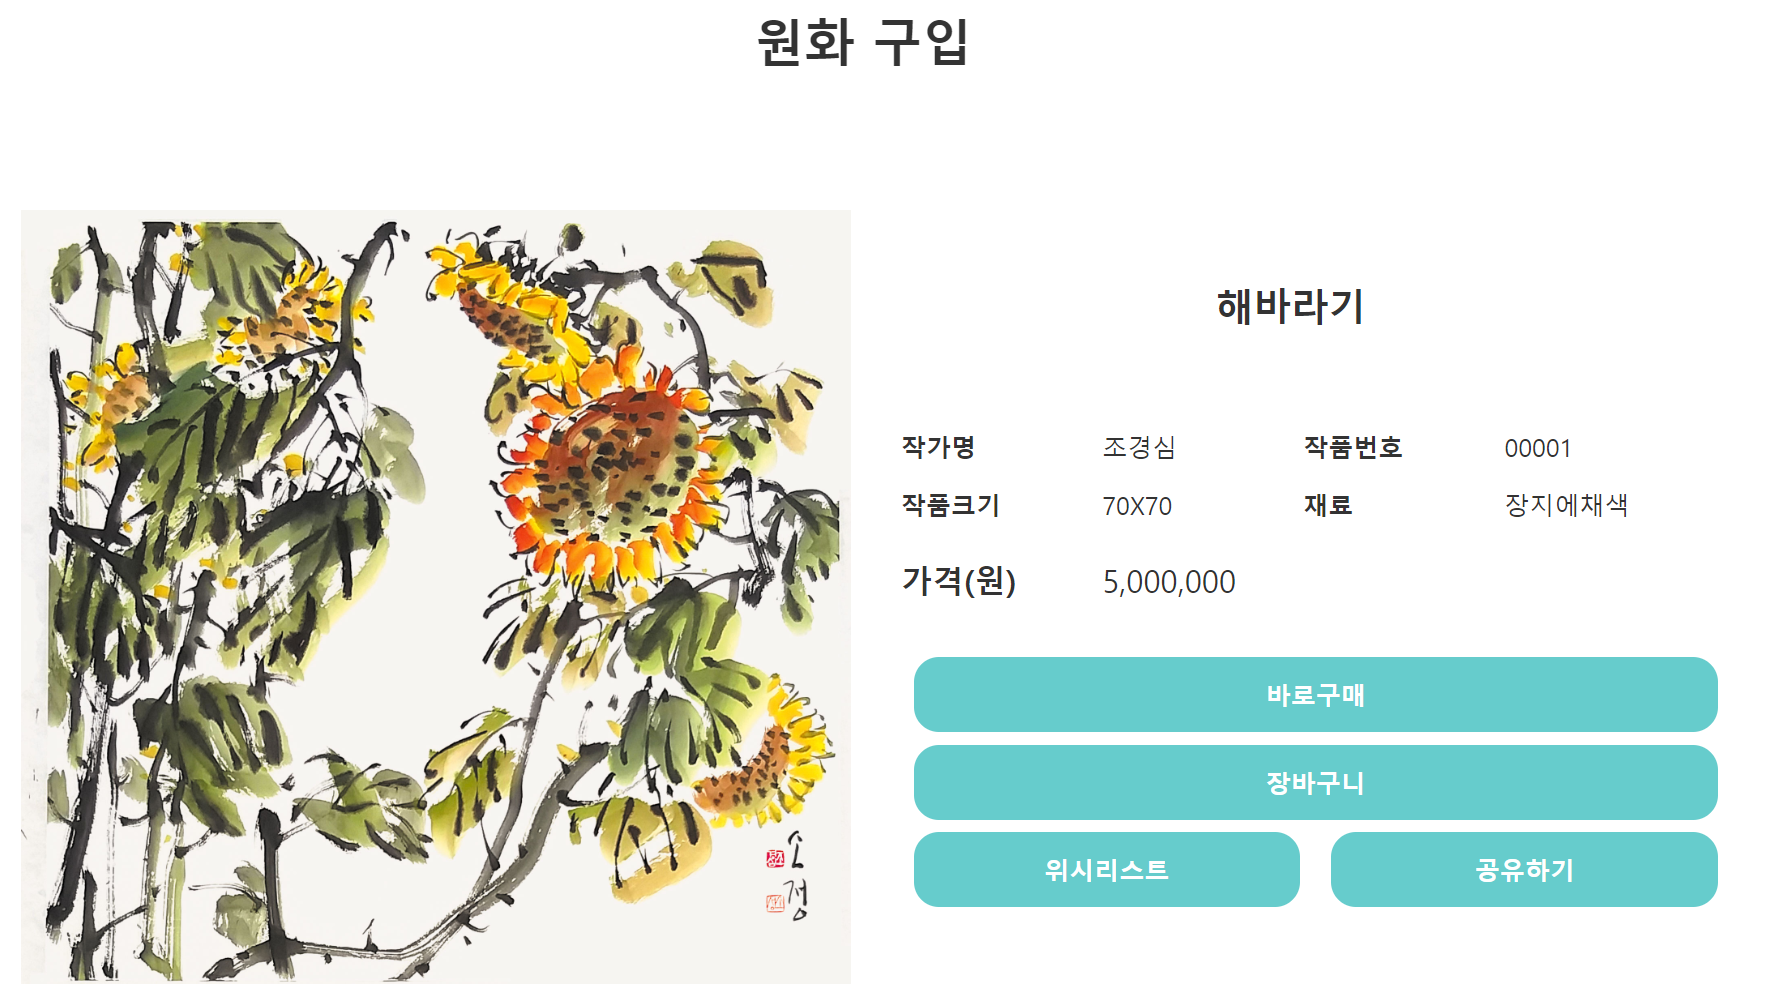 원화 구입
해바라기
작가명 조경심 작품번호 00001
작품크기 70X70 재료 장지에채색
가격(원) 5,000,000
바로구매
장바구니
위시리스트 공유하기
소
정